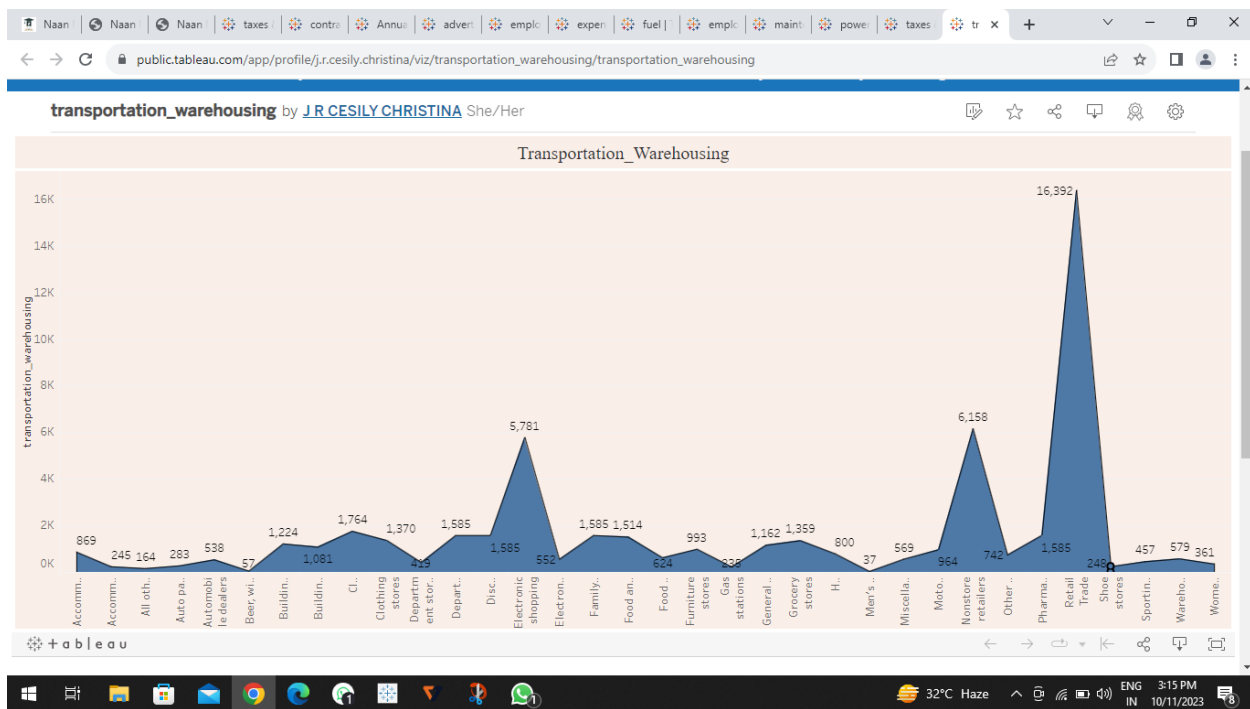 Naan
Naan
Naan
taxes
contra
Annua
advert
emplo
expen
fuel |
emplo
maint
power
taxes
tr
public.tableau.com/app/profile/j.r.cesily.christina/viz/transportation_warehousing/transportation_warehousing
transportation_warehousing by J R CESILY CHRISTINA She/Her
Transportation_Warehousing
transportation_warehousing
16K
14K
12K
10K
8K
6K
4K
2K
0K
869
245
164
283
538
57
1,224
1,081
1,764
1,370
419
1,585
1,585
5,781
552
1,585
1,514
624
993
235
1,162
1,359
800
37
569
964
6,158
742
1,585
16,392
248
457
579
361
Accomm..
Accomm..
All oth..
Auto pa..
Automobi
le dealers
Beer, wi..
Buildin..
Buildin..
Cl..
Clothing
stores
Departm
ent stor..
Depart..
Disc..
Electronic
shopping
Electron..
Family..
Food an..
Food ..
Furniture
stores
Gas
stations
General ..
Grocery
stores
H..
Men's ..
Miscella..
Moto..
Nonstore
retailers
Other ..
Pharma..
Retail
Trade
Shoe
stores
Sportin..
Wareho..
Wome..
+ a b l e a u
32°C Haze
ENG
IN
3:15 PM
10/11/2023
8